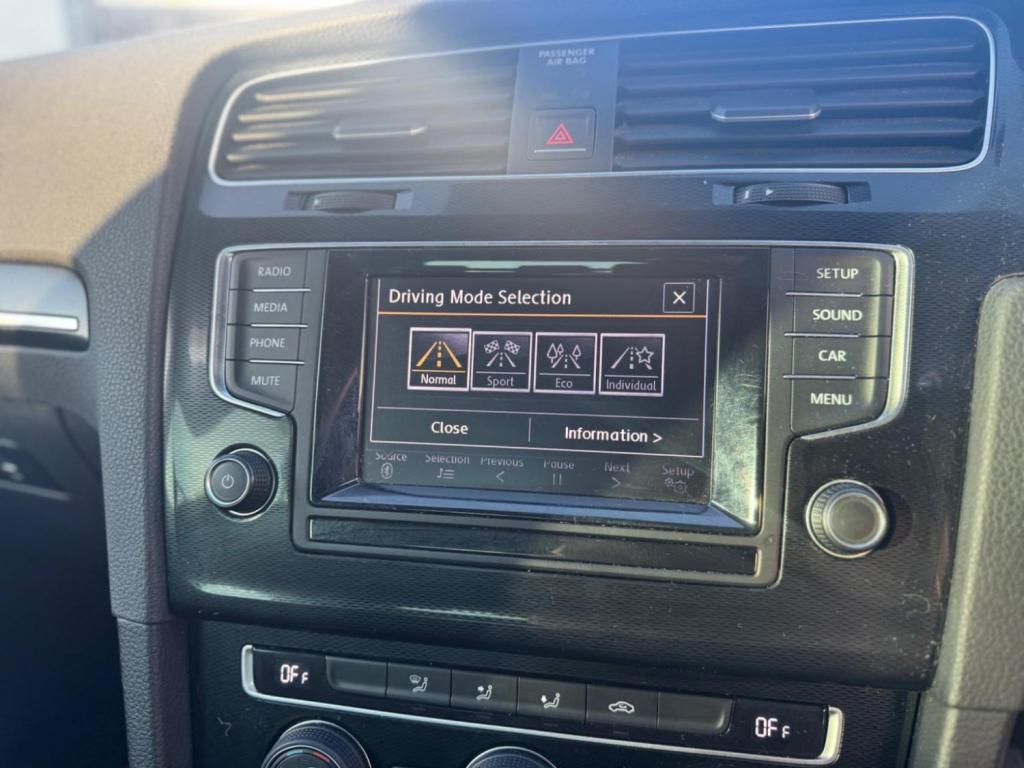 PASSENGER
AIR BAG
RADIO
MEDIA
PHONE
MUTE
Driving Mode Selection
Normal
Sport
Eco
Individual
Close
Information >
Source
Selection
Previous
Pause
Next
Setup
SETUP
SOUND
CAR
MENU
OFF
OFF